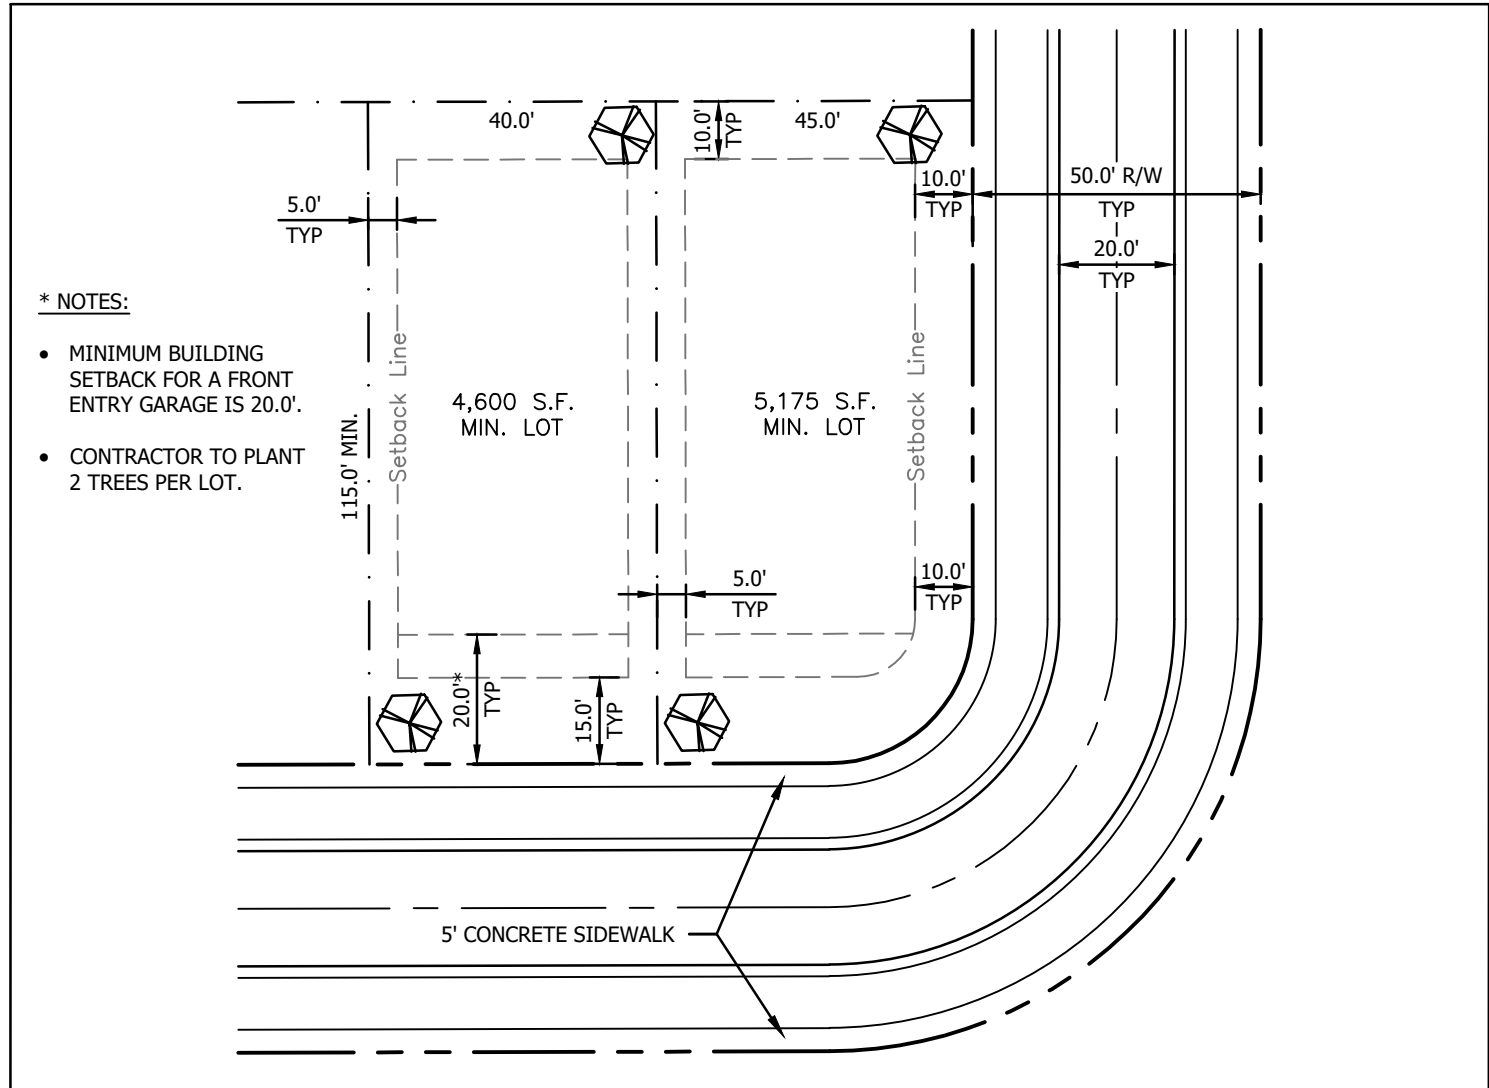 40.0'
10.0'
TYP
45.0'
10.0'
TYP
50.0' R/W
TYP
5.0'
TYP
20.0'
TYP
* NOTES:
• MINIMUM BUILDING
SETBACK FOR A FRONT
ENTRY GARAGE IS 20.0'.
• CONTRACTOR TO PLANT
2 TREES PER LOT.
115.0' MIN.
Setback Line
4,600 S.F.
MIN. LOT
5,175 S.F.
MIN. LOT
Setback Line
5.0'
TYP
10.0'
TYP
20.0'*
TYP
15.0'
TYP
5' CONCRETE SIDEWALK